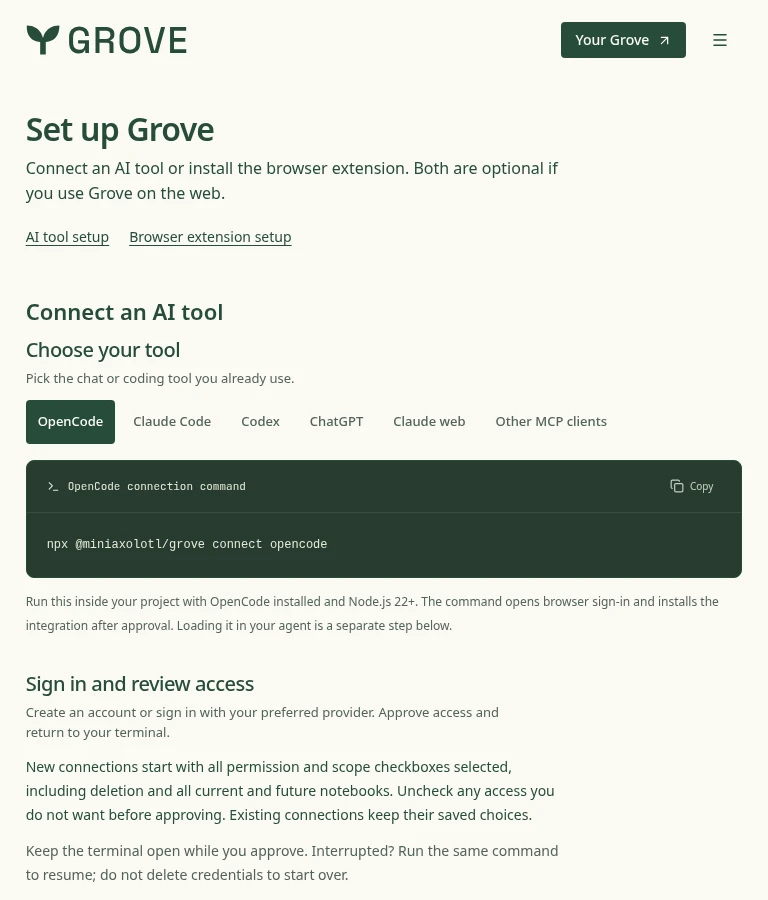 GROVE
Your Grove
Set up Grove
Connect an AI tool or install the browser extension. Both are optional if
you use Grove on the web.
AI tool setup Browser extension setup
Connect an AI tool
Choose your tool
Pick the chat or coding tool you already use.
OpenCode Claude Code Codex ChatGPT Claude web Other MCP clients
OpenCode connection command Copy
npx @miniaxolotl/grove connect opencode
Run this inside your project with OpenCode installed and Node.js 22+. The command opens browser sign-in and installs the
integration after approval. Loading it in your agent is a separate step below.
Sign in and review access
Create an account or sign in with your preferred provider. Approve access and
return to your terminal.
New connections start with all permission and scope checkboxes selected,
including deletion and all current and future notebooks. Uncheck any access you
do not want before approving. Existing connections keep their saved choices.
Keep the terminal open while you approve. Interrupted? Run the same command
to resume; do not delete credentials to start over.